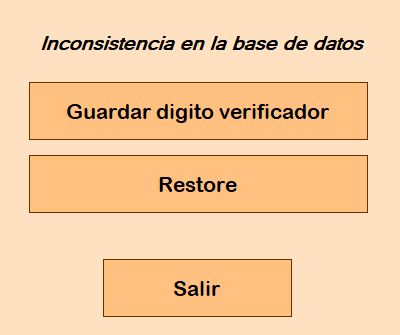 Inconsistencia en la base de datos
Guardar digito verificador
Restore
Salir